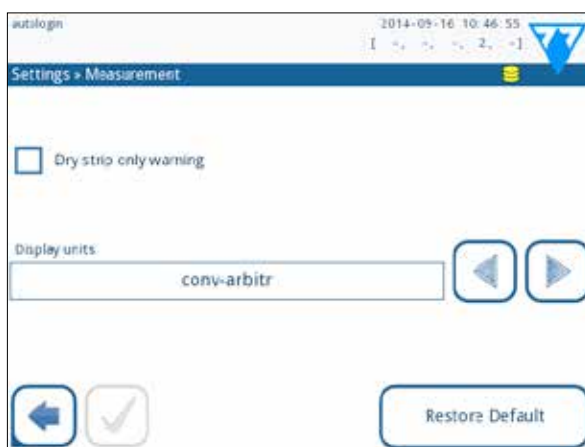 autologin
2014-09-16 10:46:55
[ -, -, -, 2, -]
Settings » Measurement
Dry strip only warning
Display units
conv-arbitr
Restore Default